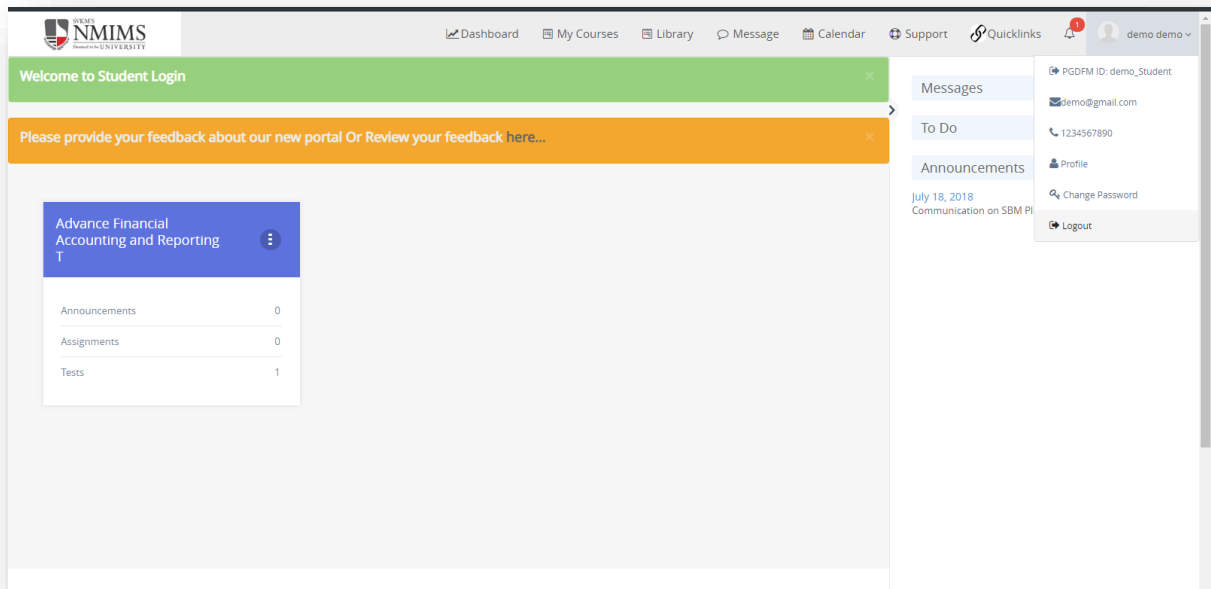 SVKM'S
NMIMS
Deemed to be UNIVERSITY
Dashboard My Courses Library Message Calendar Support Quicklinks 1 demo demo
Welcome to Student Login ×
Please provide your feedback about our new portal Or Review your feedback here... ×
Advance Financial
Accounting and Reporting
T
Announcements 0
Assignments 0
Tests 1
Messages
To Do
Announcements
July 18, 2018
Communication on SBM Pl
PGDFM ID: demo_Student
demo@gmail.com
1234567890
Profile
Change Password
Logout